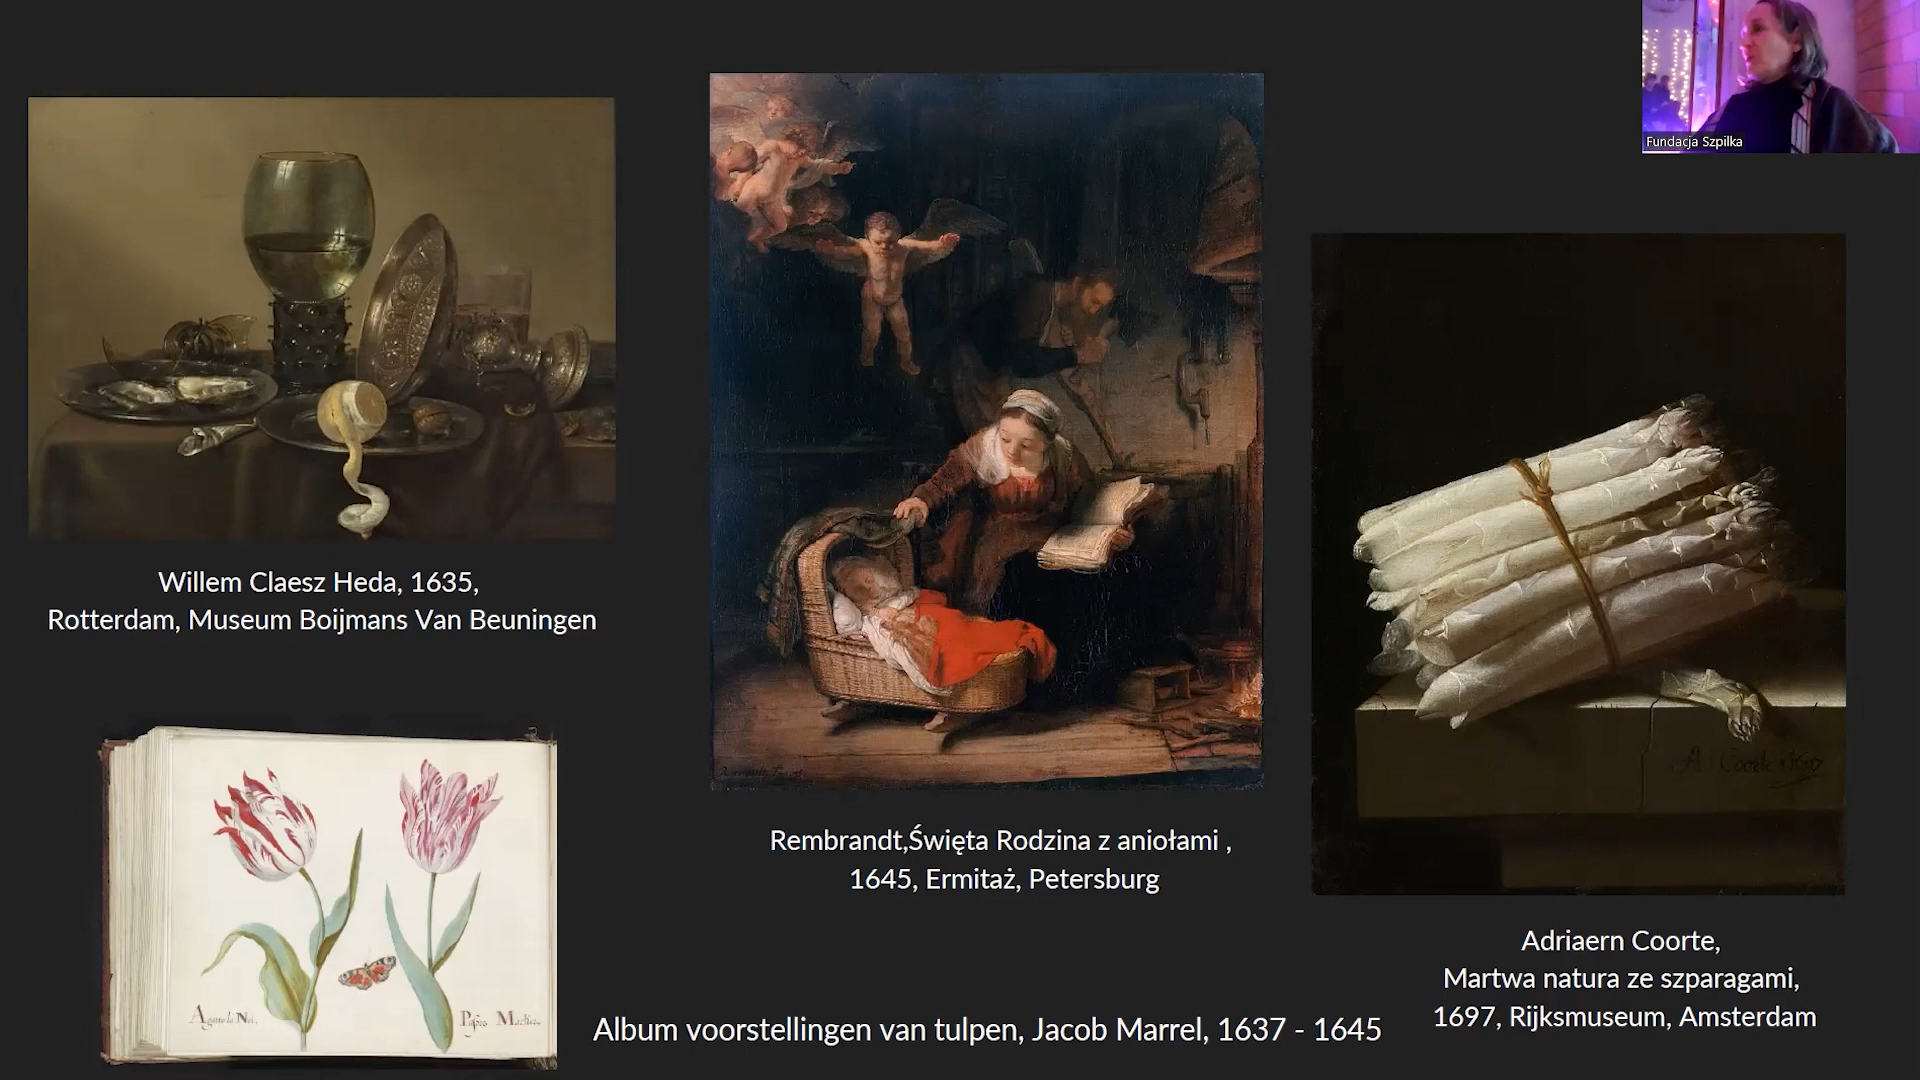 Fundacja Szpilka
Willem Claesz Heda, 1635,
Rotterdam, Museum Boijmans Van Beuningen
Rembrandt,Święta Rodzina z aniołami ,
1645, Ermitaż, Petersburg
Adriaern Coorte,
Martwa natura ze szparagami,
1697, Rijksmuseum, Amsterdam
Album voorstellingen van tulpen, Jacob Marrel, 1637 - 1645
Coorte